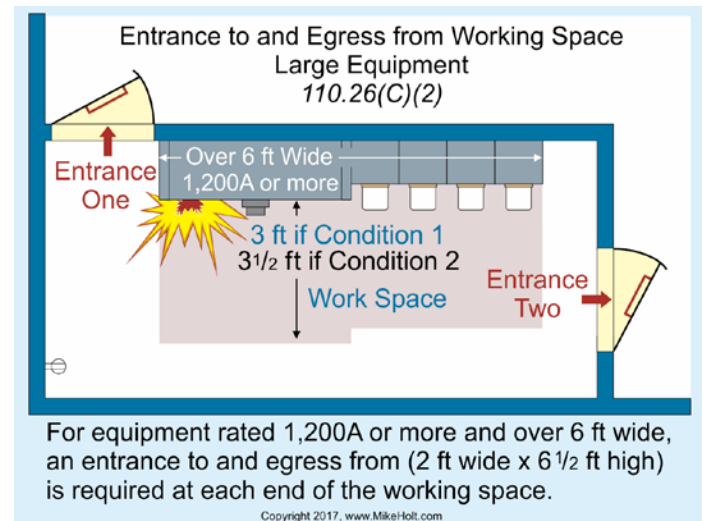 Entrance to and Egress from Working Space
Large Equipment
110.26(C)(2)
Over 6 ft Wide
1,200A or more
Entrance
One
3 ft if Condition 1
3 1/2 ft if Condition 2
Work Space
Entrance
Two
For equipment rated 1,200A or more and over 6 ft wide,
an entrance to and egress from (2 ft wide x 6 1/2 ft high)
is required at each end of the working space.
Copyright 2017, www.MikeHolt.com